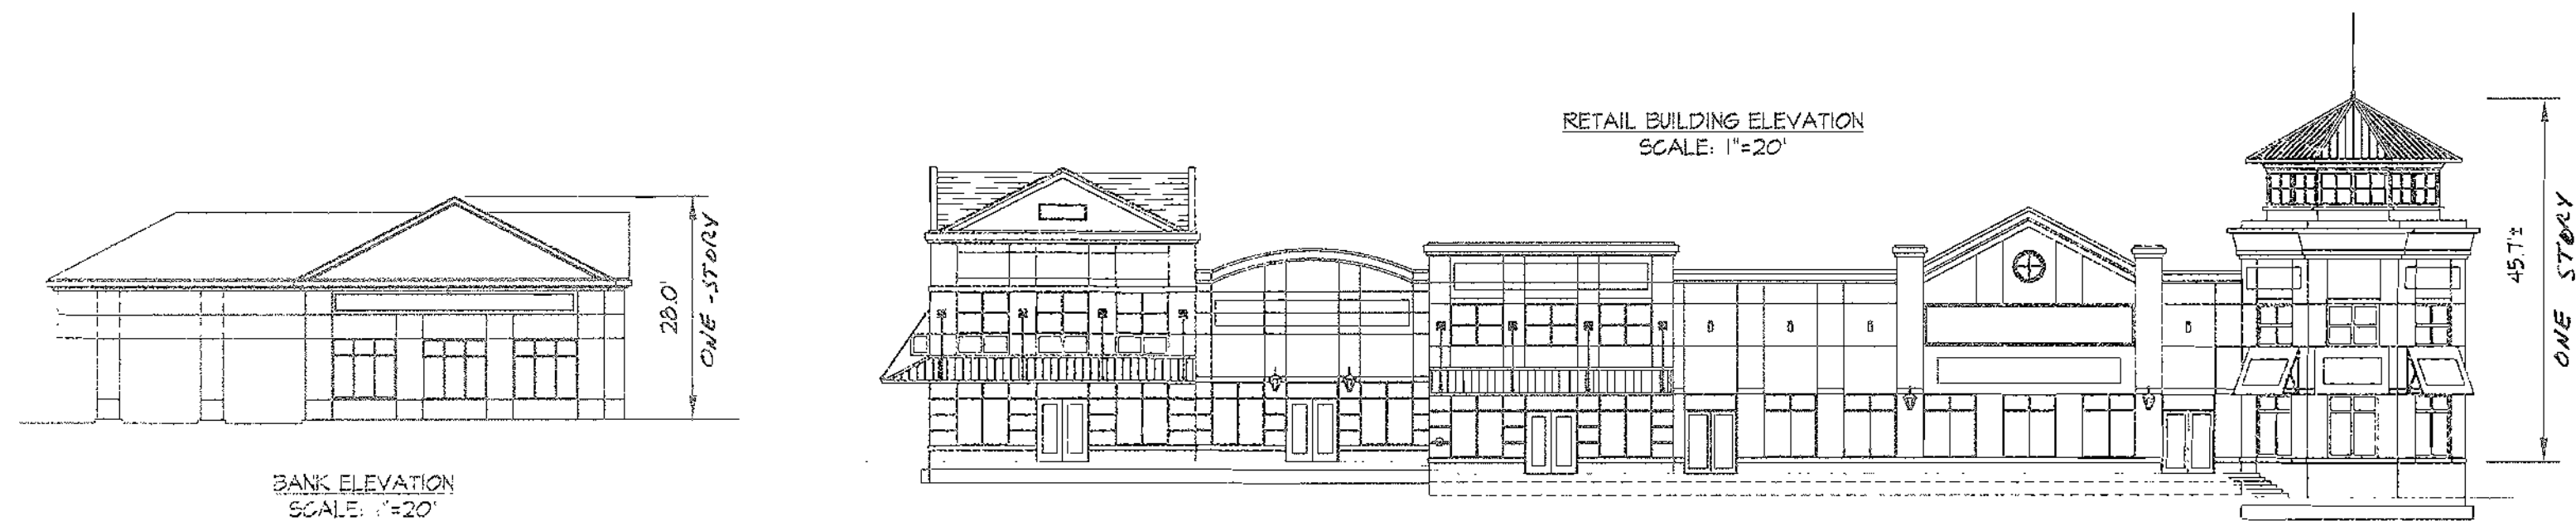 RETAIL BUILDING ELEVATION
SCALE: 1"=20'
28.0'
ONE-STORY
45.7'±
ONE STORY
BANK ELEVATION
SCALE: 1"=20'